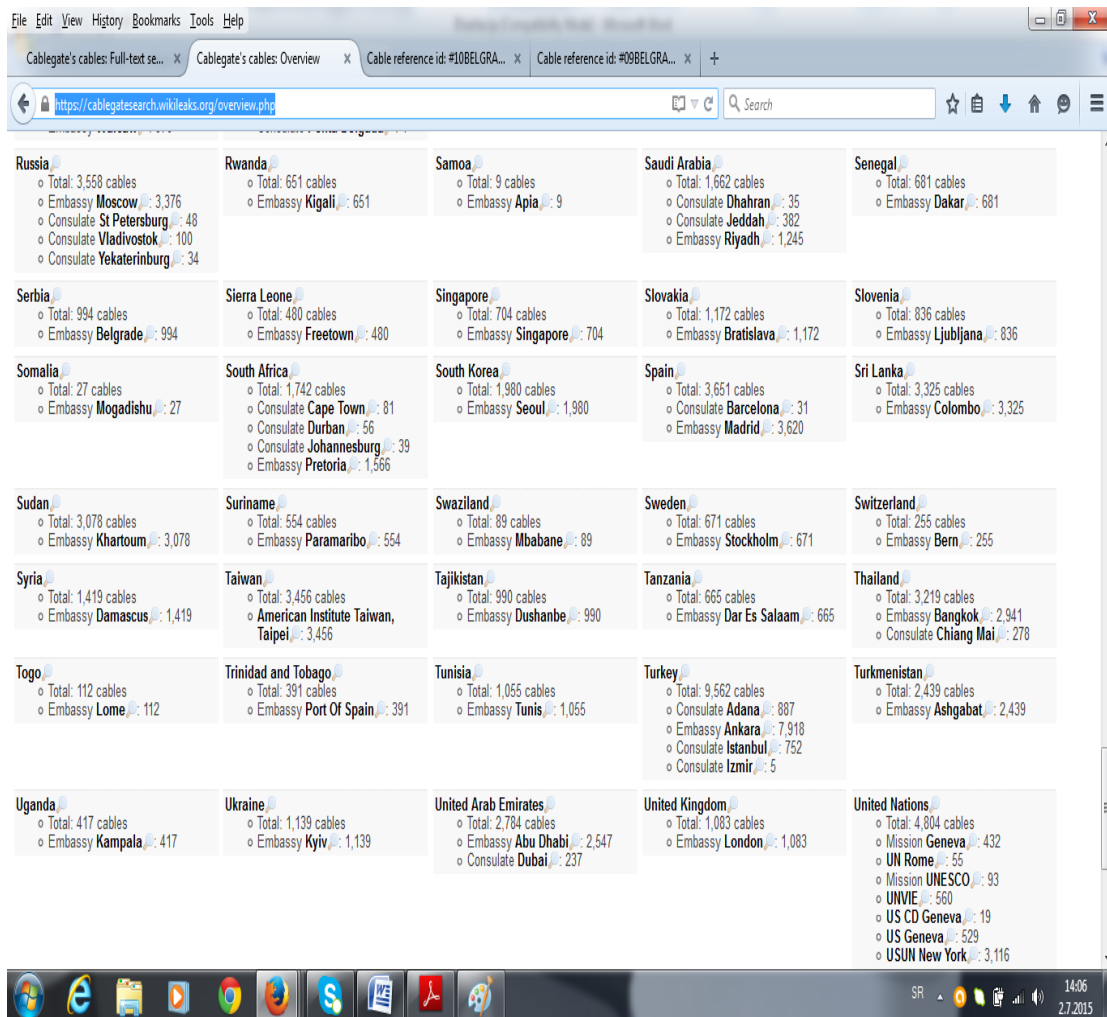 File Edit View History Bookmarks Tools Help
Cablegate's cables: Full-text se... × Cablegate's cables: Overview × Cable reference id: #10BELGRA... × Cable reference id: #09BELGRA... × +
https://cablegatesearch.wikileaks.org/overview.php Search
Russia
Total: 3,558 cables
Embassy Moscow : 3,376
Consulate St Petersburg : 48
Consulate Vladivostok : 100
Consulate Yekaterinburg : 34
Rwanda
Total: 651 cables
Embassy Kigali : 651
Samoa
Total: 9 cables
Embassy Apia : 9
Saudi Arabia
Total: 1,662 cables
Consulate Dhahran : 35
Consulate Jeddah : 382
Embassy Riyadh : 1,245
Senegal
Total: 681 cables
Embassy Dakar : 681
Serbia
Total: 994 cables
Embassy Belgrade : 994
Sierra Leone
Total: 480 cables
Embassy Freetown : 480
Singapore
Total: 704 cables
Embassy Singapore : 704
Slovakia
Total: 1,172 cables
Embassy Bratislava : 1,172
Slovenia
Total: 836 cables
Embassy Ljubljana : 836
Somalia
Total: 27 cables
Embassy Mogadishu : 27
South Africa
Total: 1,742 cables
Consulate Cape Town : 81
Consulate Durban : 56
Consulate Johannesburg : 39
Embassy Pretoria : 1,566
South Korea
Total: 1,980 cables
Embassy Seoul : 1,980
Spain
Total: 3,651 cables
Consulate Barcelona : 31
Embassy Madrid : 3,620
Sri Lanka
Total: 3,325 cables
Embassy Colombo : 3,325
Sudan
Total: 3,078 cables
Embassy Khartoum : 3,078
Suriname
Total: 554 cables
Embassy Paramaribo : 554
Swaziland
Total: 89 cables
Embassy Mbabane : 89
Sweden
Total: 671 cables
Embassy Stockholm : 671
Switzerland
Total: 255 cables
Embassy Bern : 255
Syria
Total: 1,419 cables
Embassy Damascus : 1,419
Taiwan
Total: 3,456 cables
American Institute Taiwan,
Taipei : 3,456
Tajikistan
Total: 990 cables
Embassy Dushanbe : 990
Tanzania
Total: 665 cables
Embassy Dar Es Salaam : 665
Thailand
Total: 3,219 cables
Embassy Bangkok : 2,941
Consulate Chiang Mai : 278
Togo
Total: 112 cables
Embassy Lome : 112
Trinidad and Tobago
Total: 391 cables
Embassy Port Of Spain : 391
Tunisia
Total: 1,055 cables
Embassy Tunis : 1,055
Turkey
Total: 9,562 cables
Consulate Adana : 887
Embassy Ankara : 7,918
Consulate Istanbul : 752
Consulate Izmir : 5
Turkmenistan
Total: 2,439 cables
Embassy Ashgabat : 2,439
Uganda
Total: 417 cables
Embassy Kampala : 417
Ukraine
Total: 1,139 cables
Embassy Kyiv : 1,139
United Arab Emirates
Total: 2,784 cables
Embassy Abu Dhabi : 2,547
Consulate Dubai : 237
United Kingdom
Total: 1,083 cables
Embassy London : 1,083
United Nations
Total: 4,804 cables
Mission Geneva : 432
UN Rome : 55
Mission UNESCO : 93
UNVIE : 560
US CD Geneva : 19
US Geneva : 529
USUN New York : 3,116
SR 14:06
2.7.2015